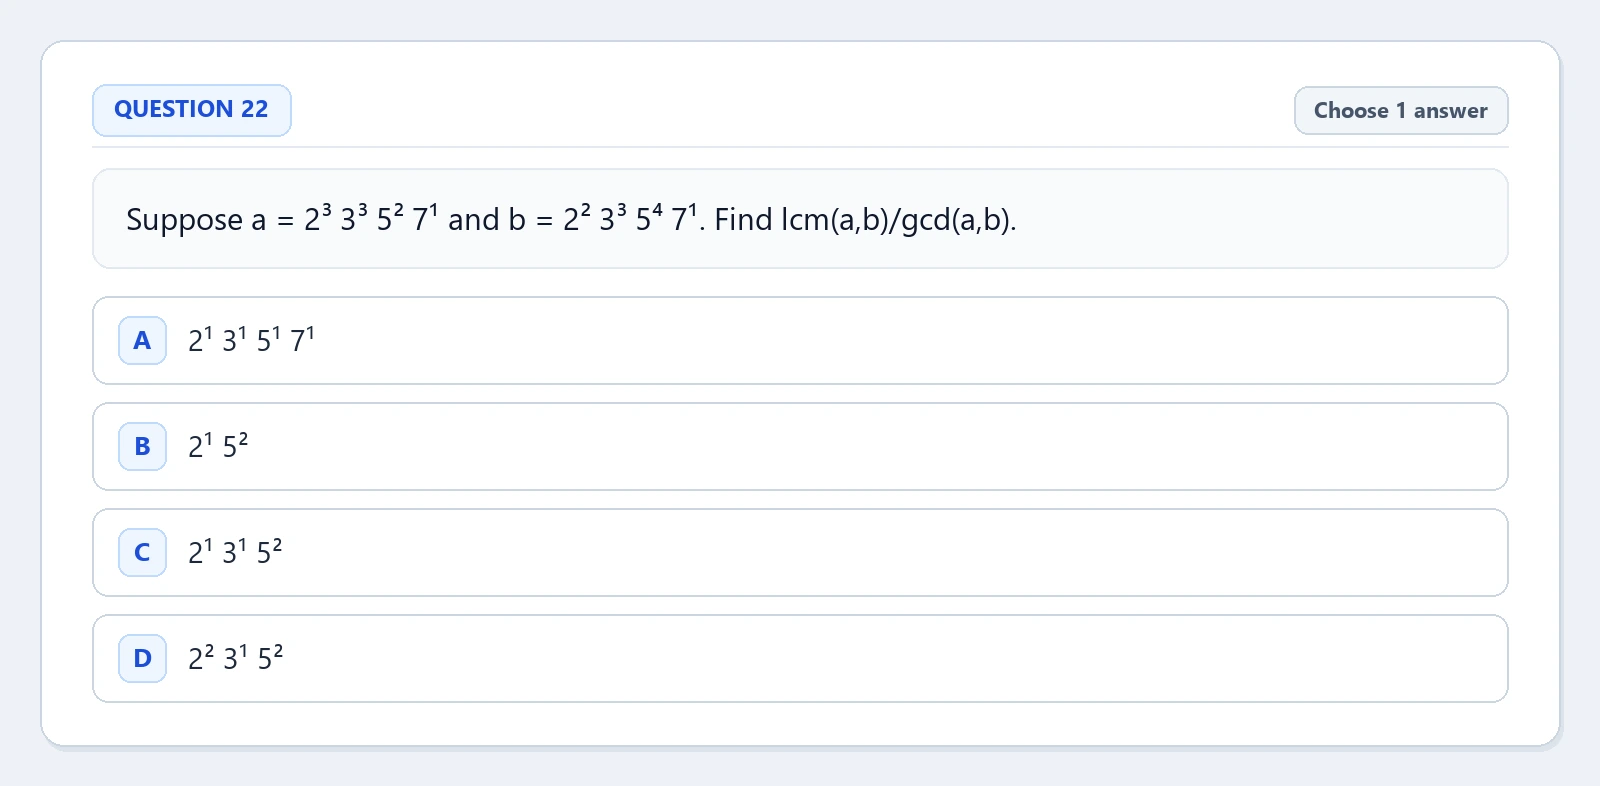 QUESTION 22
Choose 1 answer
Suppose a = 2³ 3³ 5² 7¹ and b = 2² 3³ 5⁴ 7¹. Find lcm(a,b)/gcd(a,b).
A 2¹ 3¹ 5¹ 7¹
B 2¹ 5²
C 2¹ 3¹ 5²
D 2² 3¹ 5²